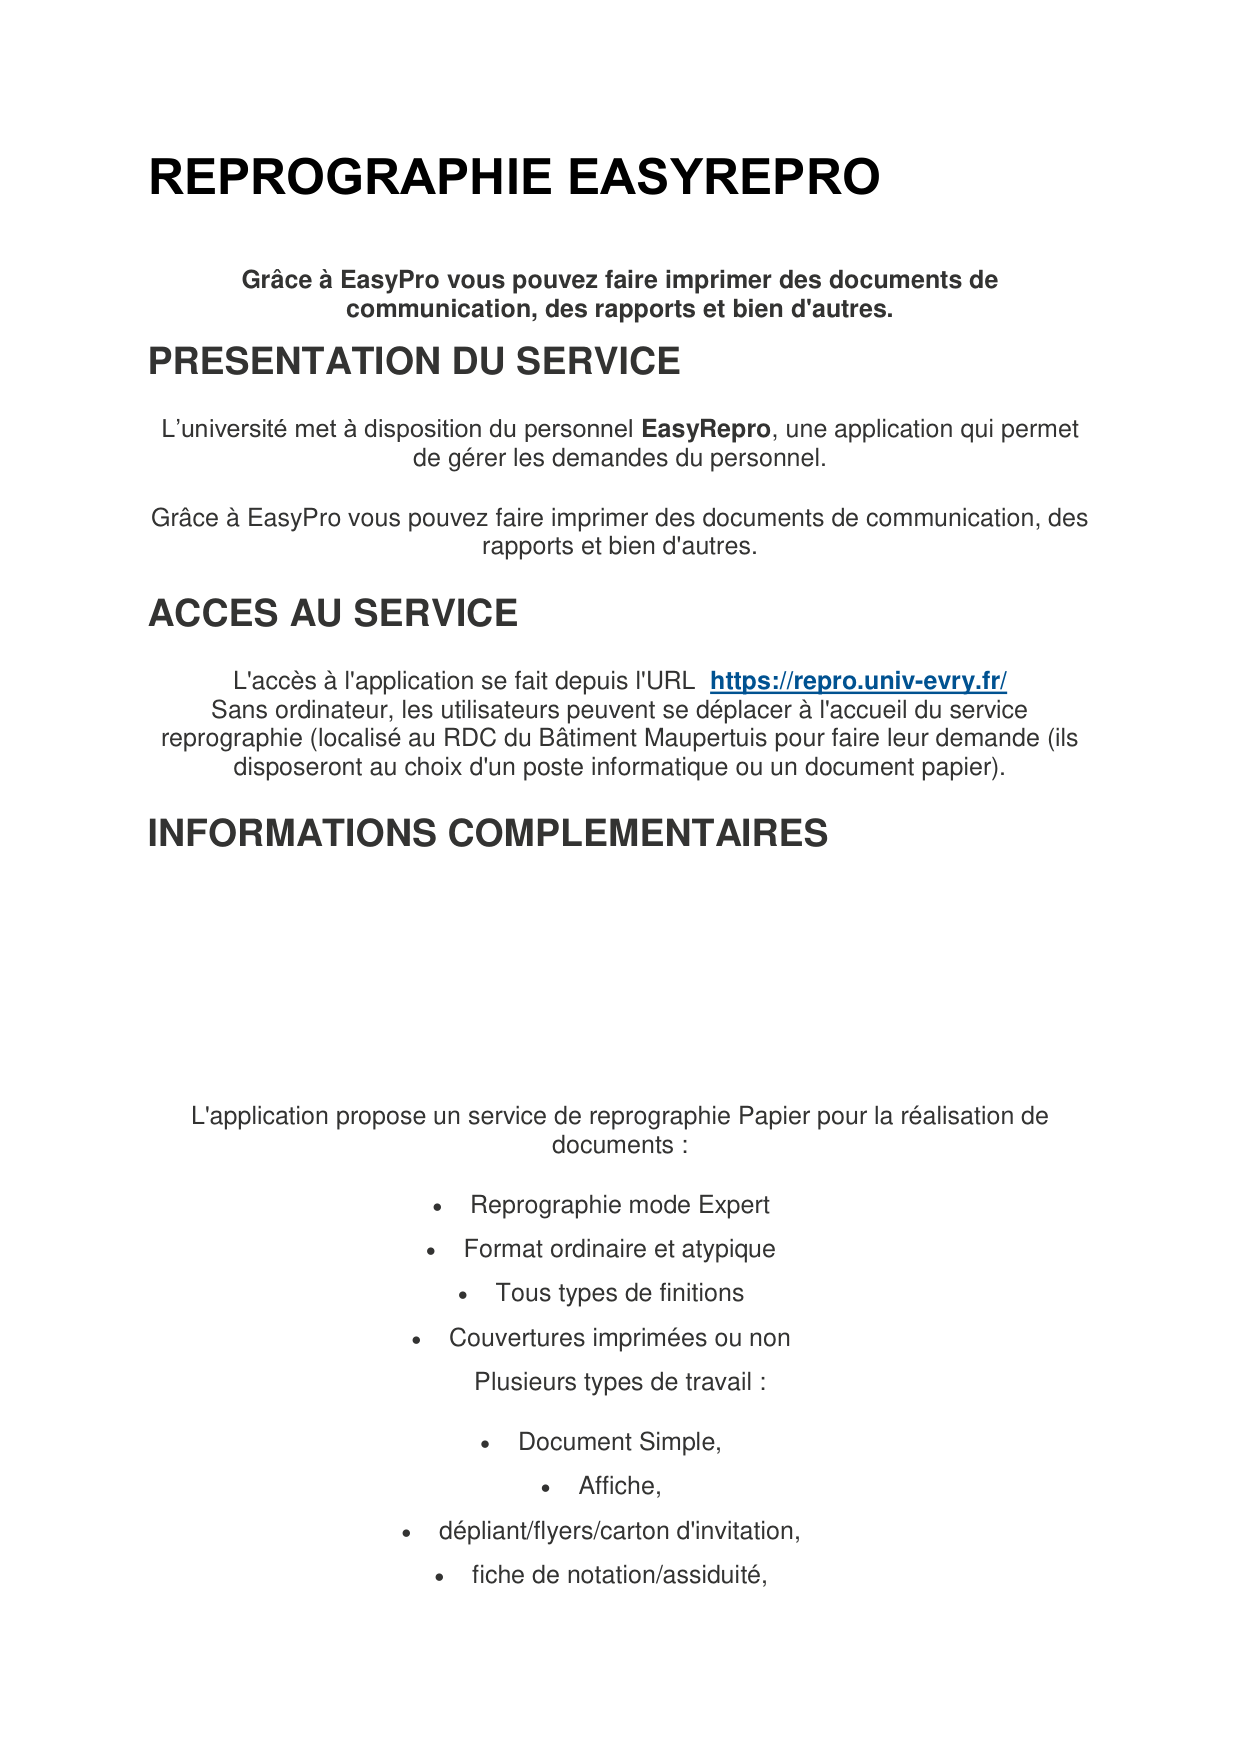 REPROGRAPHIE EASYREPRO
Grâce à EasyPro vous pouvez faire imprimer des documents de
communication, des rapports et bien d'autres.
PRESENTATION DU SERVICE
L’université met à disposition du personnel EasyRepro, une application qui permet
de gérer les demandes du personnel.
Grâce à EasyPro vous pouvez faire imprimer des documents de communication, des
rapports et bien d'autres.
ACCES AU SERVICE
L'accès à l'application se fait depuis l'URL  https://repro.univ-evry.fr/
Sans ordinateur, les utilisateurs peuvent se déplacer à l'accueil du service
reprographie (localisé au RDC du Bâtiment Maupertuis pour faire leur demande (ils
disposeront au choix d'un poste informatique ou un document papier).
INFORMATIONS COMPLEMENTAIRES
L'application propose un service de reprographie Papier pour la réalisation de
documents :
• Reprographie mode Expert
• Format ordinaire et atypique
• Tous types de finitions
• Couvertures imprimées ou non
Plusieurs types de travail :
• Document Simple,
• Affiche,
• dépliant/flyers/carton d'invitation,
• fiche de notation/assiduité,